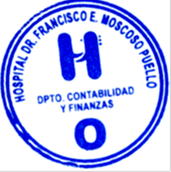 HOSPITAL DR. FRANCISCO E. MOSCOSO PUELLO
H
DPTO. CONTABILIDAD
Y FINANZAS
O